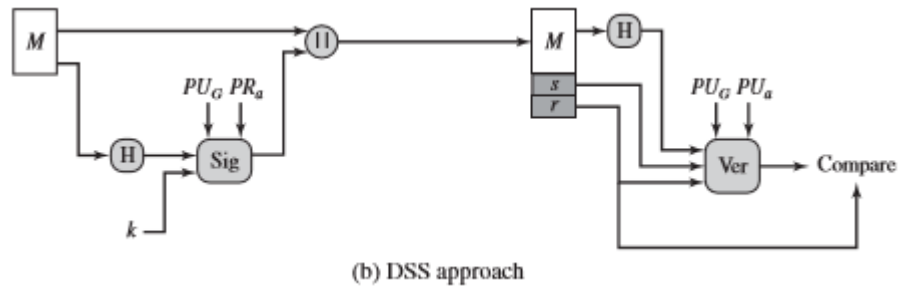 M
||
M
H
s
r
PU_G PR_a
PU_G PU_a
H
Sig
Ver
Compare
k
(b) DSS approach